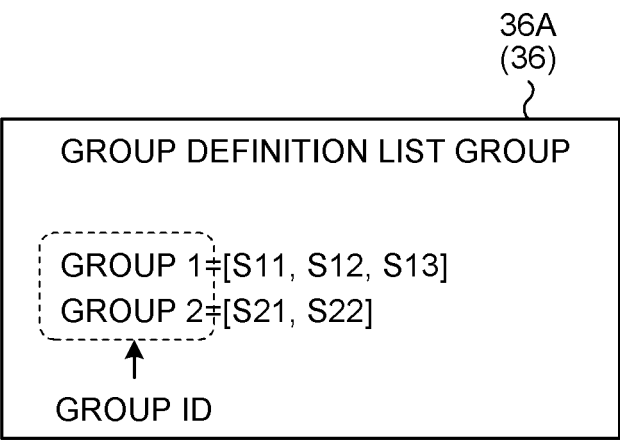 36A
(36)
GROUP DEFINITION LIST GROUP
GROUP 1=[S11, S12, S13]
GROUP 2=[S21, S22]
GROUP ID